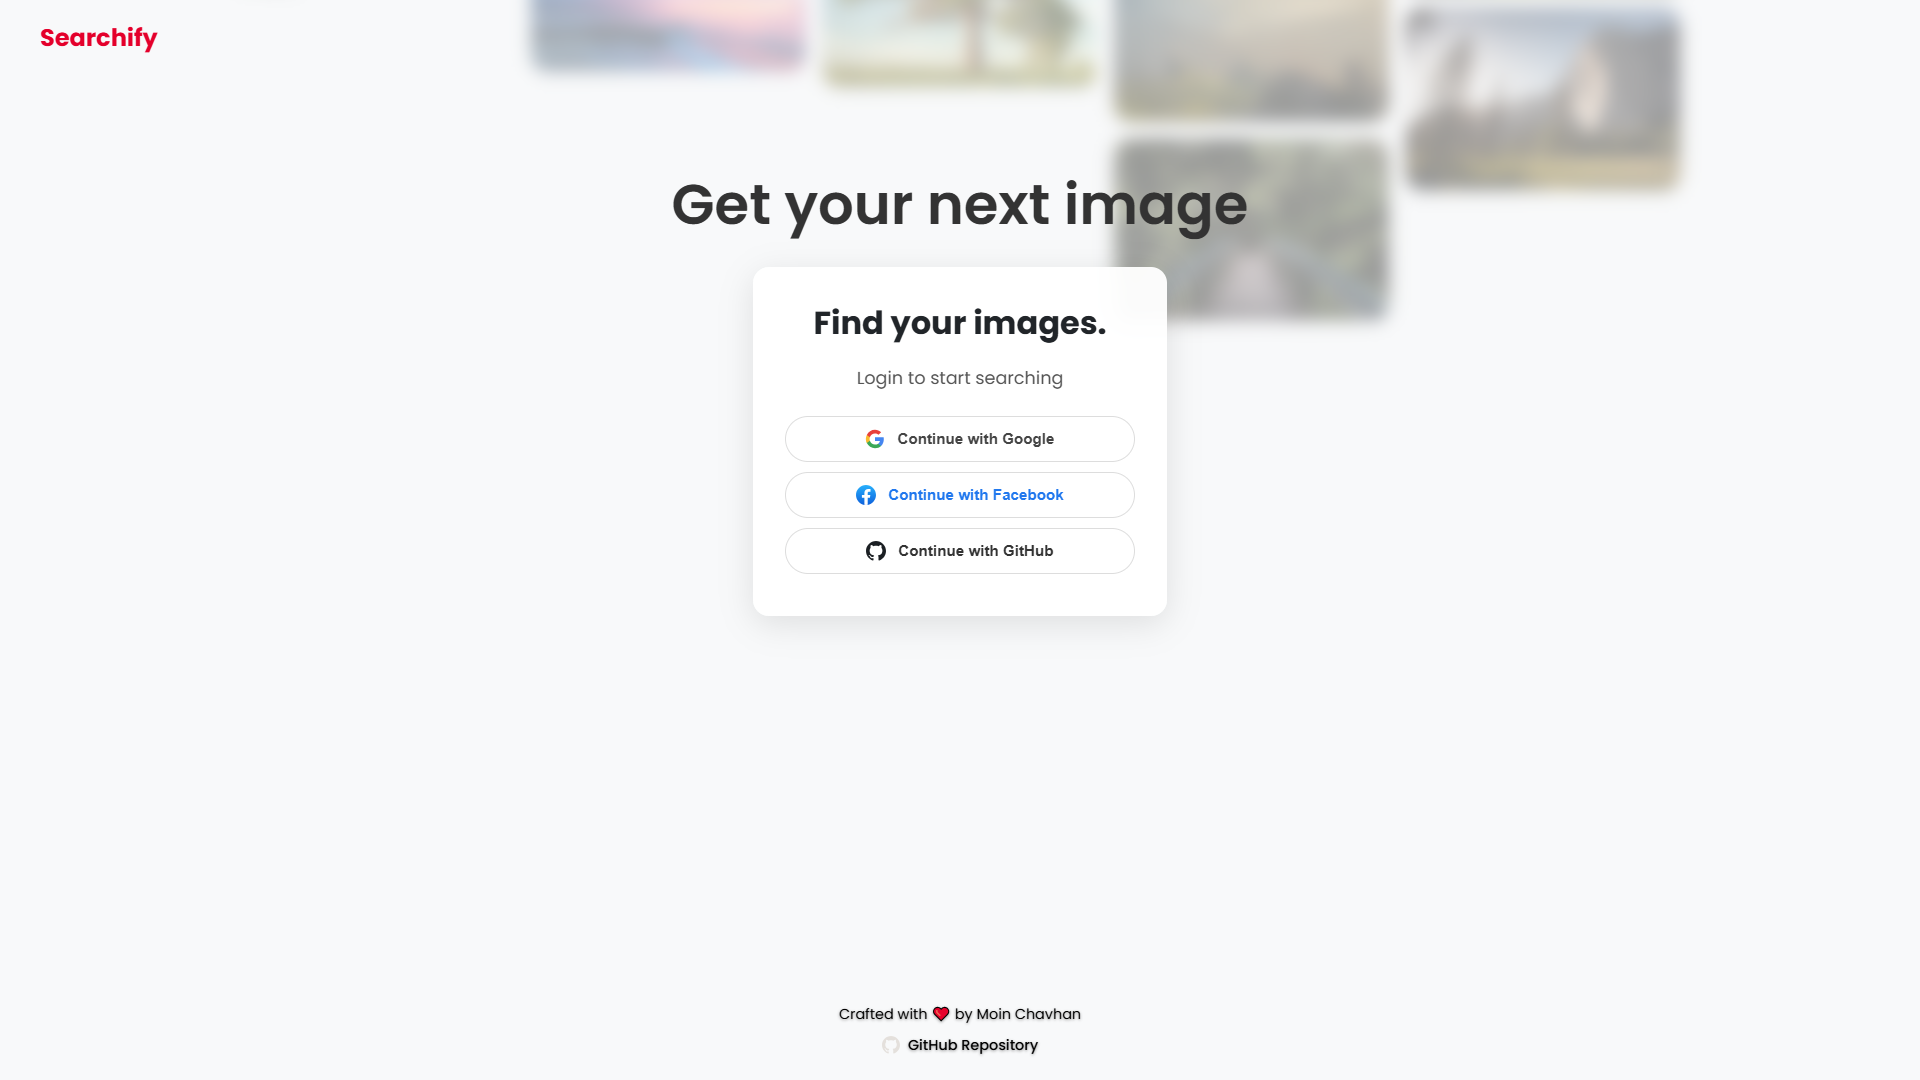 Searchify
Get your next image
Find your images.
Login to start searching
Continue with Google
Continue with Facebook
Continue with GitHub
Crafted with ❤️ by Moin Chavhan
GitHub Repository